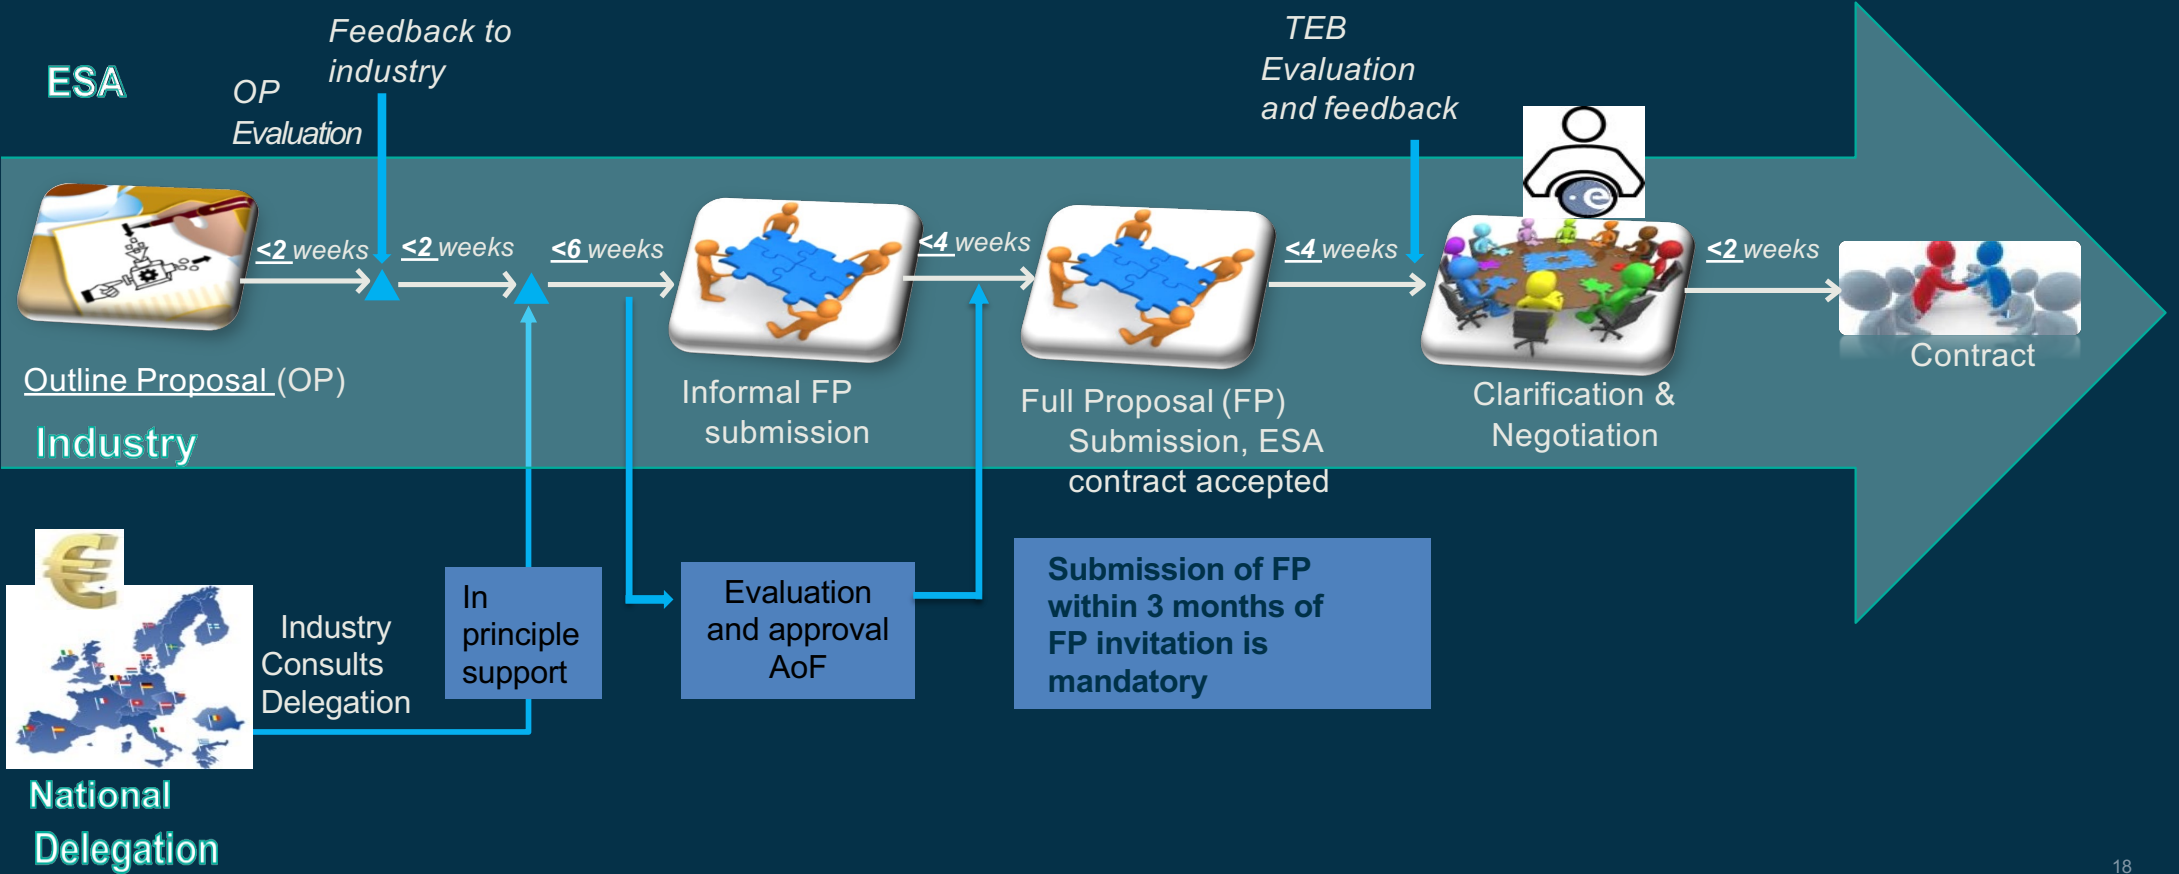 ESA
OP
Evaluation
Feedback to
industry
TEB
Evaluation
and feedback
<2 weeks
<2 weeks
<6 weeks
<4 weeks
<4 weeks
<2 weeks
e
Outline Proposal (OP)
Industry
Informal FP
submission
Full Proposal (FP)
Submission, ESA
contract accepted
Clarification &
Negotiation
Contract
€
Industry
Consults
Delegation
In
principle
support
Evaluation
and approval
AoF
Submission of FP
within 3 months of
FP invitation is
mandatory
National
Delegation
18